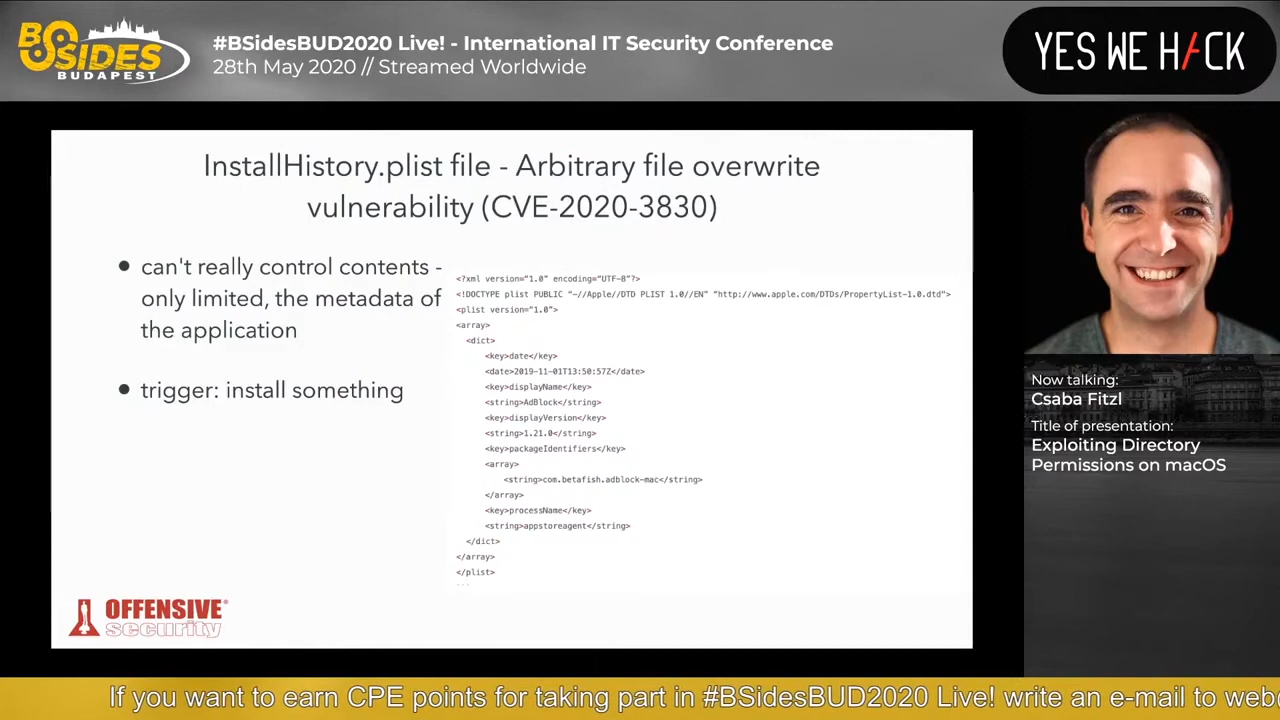 BSIDES
BUDAPEST
#BSidesBUD2020 Live! - International IT Security Conference
28th May 2020 // Streamed Worldwide
YES WE H/CK
InstallHistory.plist file - Arbitrary file overwrite
vulnerability (CVE-2020-3830)
● can't really control contents -
only limited, the metadata of
the application
● trigger: install something
<?xml version="1.0" encoding="UTF-8"?>
<!DOCTYPE plist PUBLIC "-//Apple//DTD PLIST 1.0//EN" "http://www.apple.com/DTDs/PropertyList-1.0.dtd">
<plist version="1.0">
<array>
<dict>
<key>date</key>
<date>2019-11-01T13:50:57Z</date>
<key>displayName</key>
<string>AdBlock</string>
<key>displayVersion</key>
<string>1.21.0</string>
<key>packageIdentifiers</key>
<array>
<string>com.betafish.adblock-mac</string>
</array>
<key>processName</key>
<string>appstoreagent</string>
</dict>
</array>
</plist>
...
OFFENSIVE®
security
Now talking:
Csaba Fitzl
Title of presentation:
Exploiting Directory
Permissions on macOS
If you want to earn CPE points for taking part in #BSidesBUD2020 Live! write an e-mail to